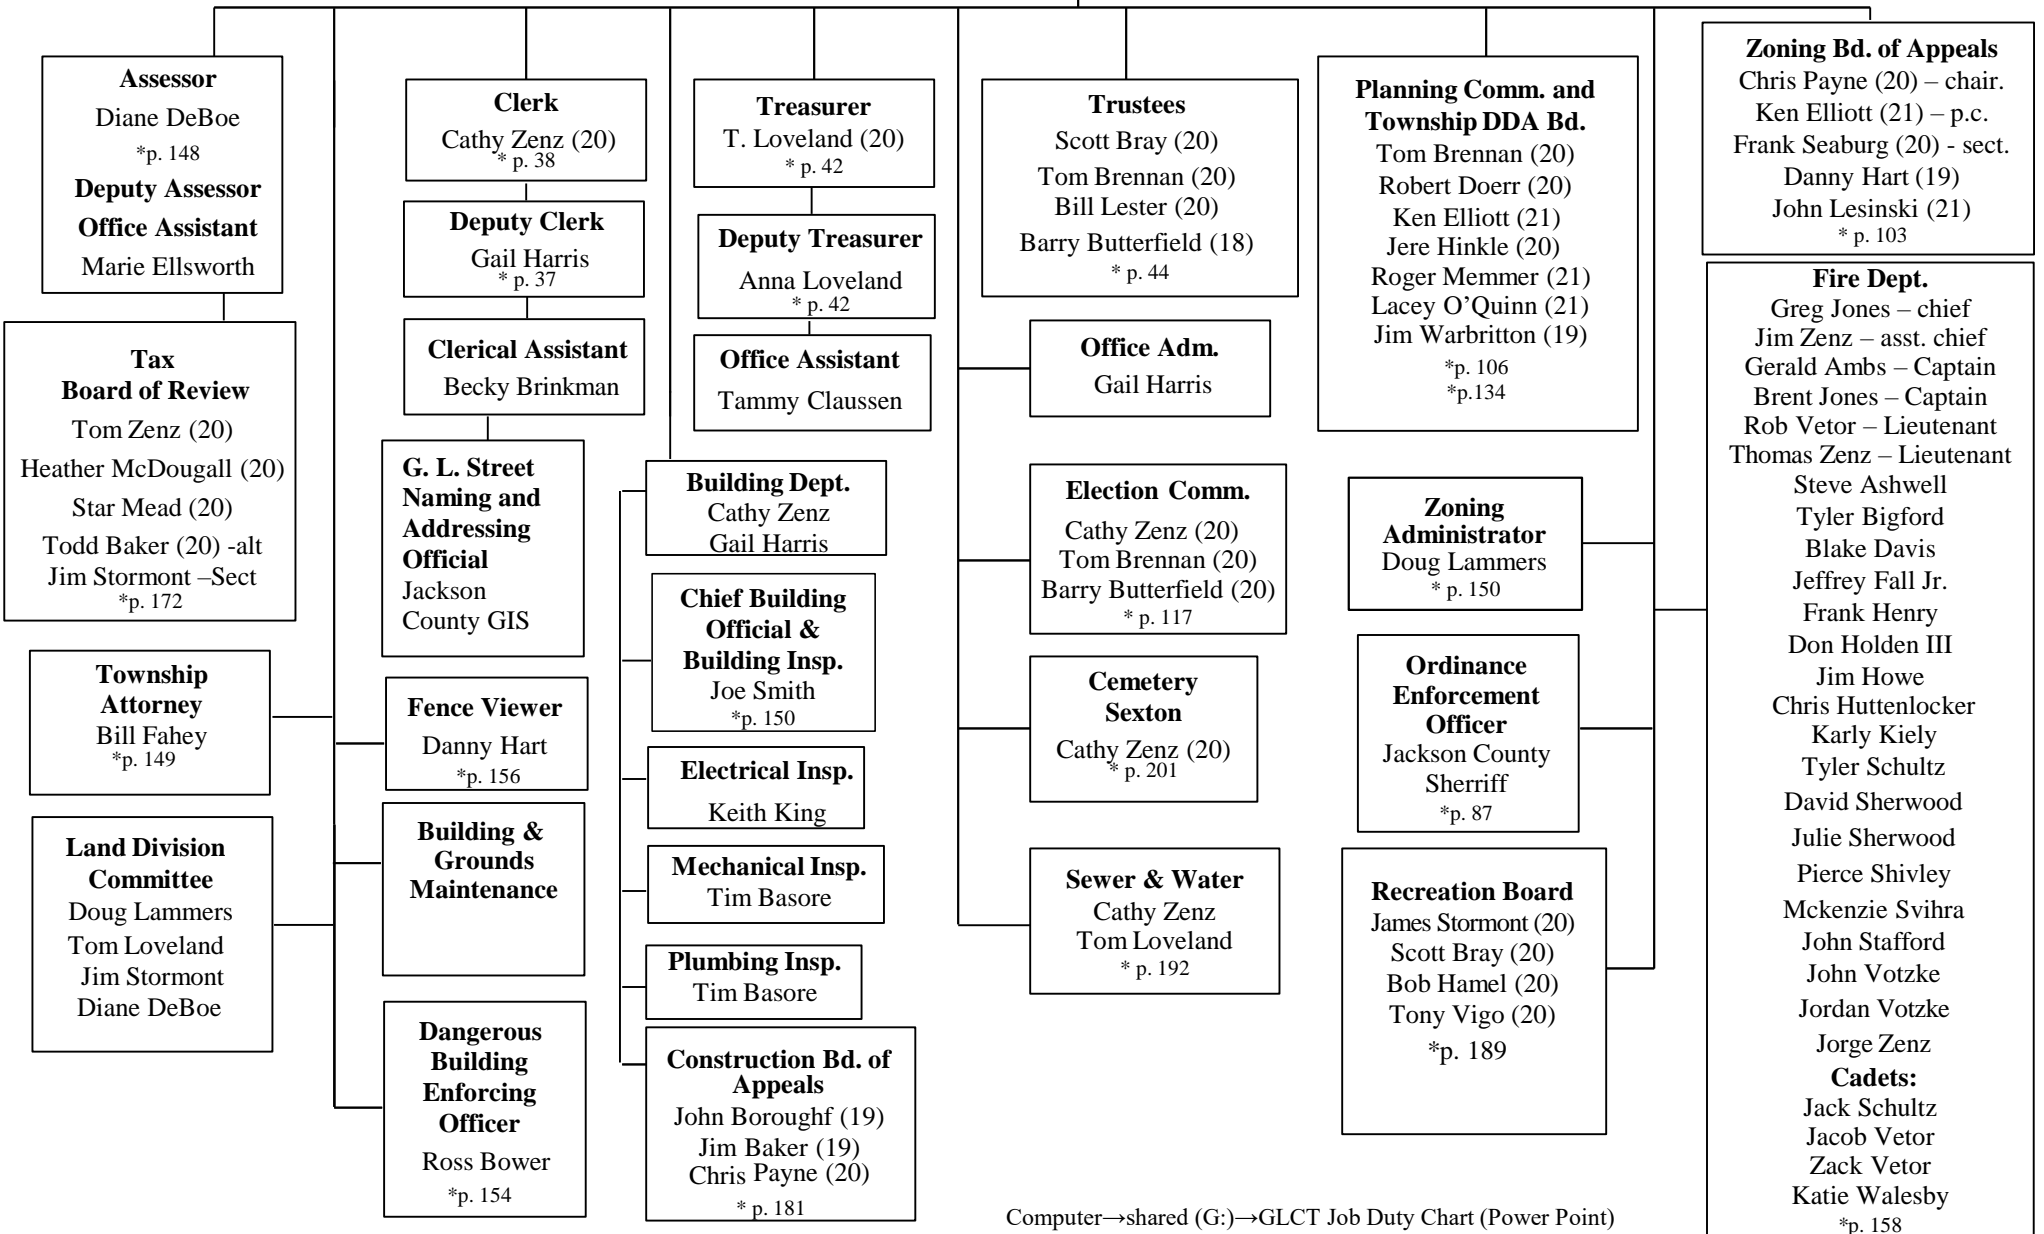 Assessor
Diane DeBoe
*p. 148
Deputy Assessor
Office Assistant
Marie Ellsworth
Tax
Board of Review
Tom Zenz (20)
Heather McDougall (20)
Star Mead (20)
Todd Baker (20) -alt
Jim Stormont –Sect
*p. 172
Township
Attorney
Bill Fahey
*p. 149
Land Division
Committee
Doug Lammers
Tom Loveland
Jim Stormont
Diane DeBoe
Clerk
Cathy Zenz (20)
* p. 38
Deputy Clerk
Gail Harris
* p. 37
Clerical Assistant
Becky Brinkman
G. L. Street
Naming and
Addressing
Official
Jackson
County GIS
Fence Viewer
Danny Hart
*p. 156
Building &
Grounds
Maintenance
Dangerous
Building
Enforcing
Officer
Ross Bower
*p. 154
Treasurer
T. Loveland (20)
* p. 42
Deputy Treasurer
Anna Loveland
* p. 42
Office Assistant
Tammy Claussen
Building Dept.
Cathy Zenz
Gail Harris
Chief Building
Official &
Building Insp.
Joe Smith
*p. 150
Electrical Insp.
Keith King
Mechanical Insp.
Tim Basore
Plumbing Insp.
Tim Basore
Construction Bd. of
Appeals
John Boroughf (19)
Jim Baker (19)
Chris Payne (20)
* p. 181
Trustees
Scott Bray (20)
Tom Brennan (20)
Bill Lester (20)
Barry Butterfield (18)
* p. 44
Office Adm.
Gail Harris
Election Comm.
Cathy Zenz (20)
Tom Brennan (20)
Barry Butterfield (20)
* p. 117
Cemetery
Sexton
Cathy Zenz (20)
* p. 201
Sewer & Water
Cathy Zenz
Tom Loveland
* p. 192
Planning Comm. and
Township DDA Bd.
Tom Brennan (20)
Robert Doerr (20)
Ken Elliott (21)
Jere Hinkle (20)
Roger Memmer (21)
Lacey O’Quinn (21)
Jim Warbritton (19)
*p. 106
*p.134
Zoning
Administrator
Doug Lammers
* p. 150
Ordinance
Enforcement
Officer
Jackson County
Sherriff
*p. 87
Recreation Board
James Stormont (20)
Scott Bray (20)
Bob Hamel (20)
Tony Vigo (20)
*p. 189
Zoning Bd. of Appeals
Chris Payne (20) – chair.
Ken Elliott (21) – p.c.
Frank Seaburg (20) - sect.
Danny Hart (19)
John Lesinski (21)
* p. 103
Fire Dept.
Greg Jones – chief
Jim Zenz – asst. chief
Gerald Ambs – Captain
Brent Jones – Captain
Rob Vetor – Lieutenant
Thomas Zenz – Lieutenant
Steve Ashwell
Tyler Bigford
Blake Davis
Jeffrey Fall Jr.
Frank Henry
Don Holden III
Jim Howe
Chris Huttenlocker
Karly Kiely
Tyler Schultz
David Sherwood
Julie Sherwood
Pierce Shivley
Mckenzie Svihra
John Stafford
John Votzke
Jordan Votzke
Jorge Zenz
Cadets:
Jack Schultz
Jacob Vetor
Zack Vetor
Katie Walesby
*p. 158
Computer→shared (G:)→GLCT Job Duty Chart (Power Point)